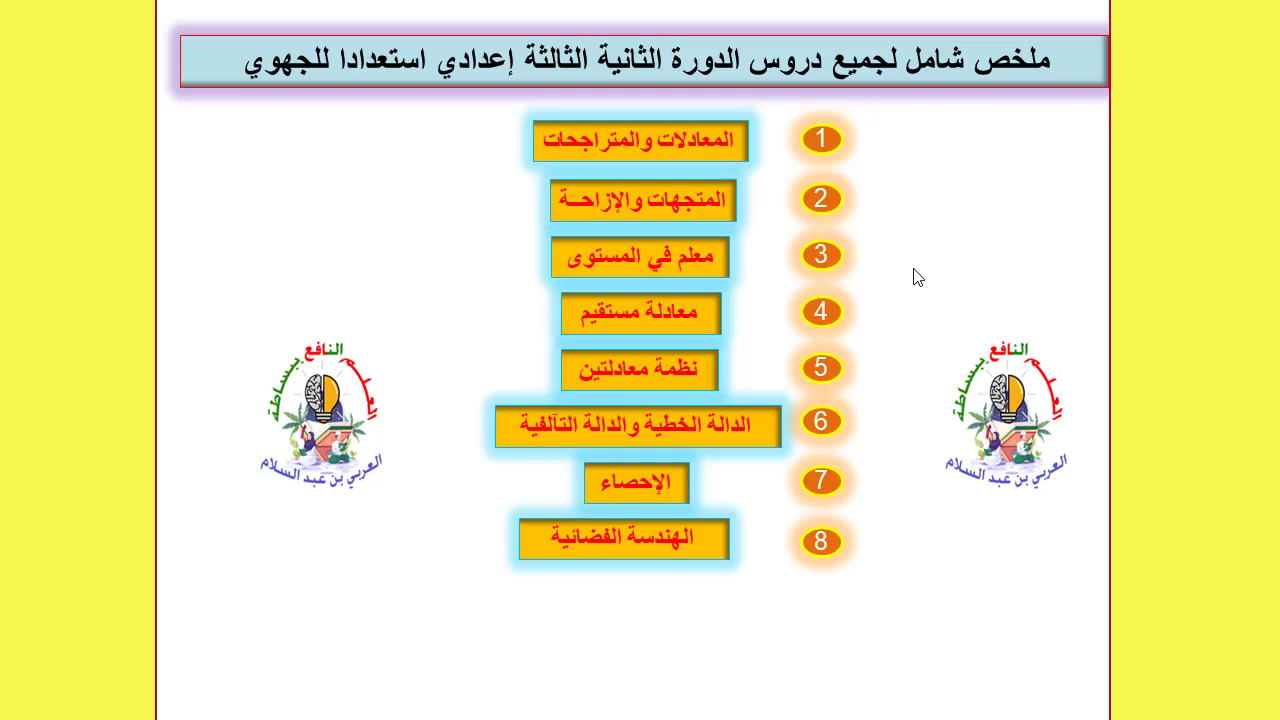 ملخص شامل لجميع دروس الدورة الثانية الثالثة إعدادي استعدادا للجهوي
1 المعادلات والمتراجحات
2 المتجهات والإزاحــة
3 معلم في المستوى
4 معادلة مستقيم
5 نظمة معادلتين
6 الدالة الخطية والدالة التآلفية
7 الإحصاء
8 الهندسة الفضائية
العلم النافع ببساطة
العربي بن عبد السلام
العلم النافع ببساطة
العربي بن عبد السلام